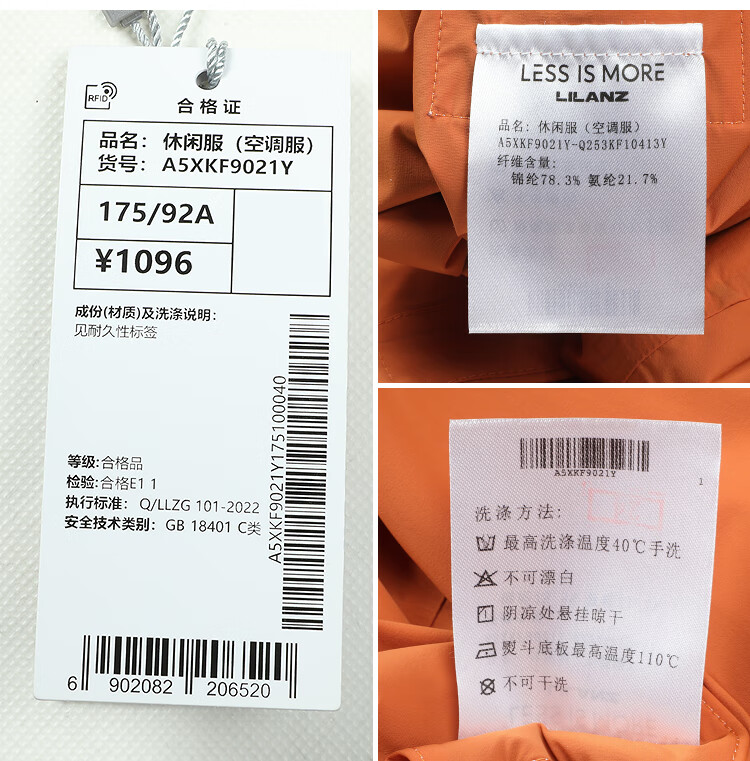 RFID
合格证
品名: 休闲服（空调服）
货号: A5XKF9021Y
175/92A
¥1096
成份(材质)及洗涤说明:
见耐久性标签
A5XKF9021Y175100040
等级:合格品
检验:合格E1 1
执行标准: Q/LLZG 101-2022
安全技术类别: GB 18401 C类
6 902082 206520
LESS IS MORE
LILANZ
品名: 休闲服（空调服）
A5XKF9021Y-Q253KF10413Y
纤维含量:
锦纶78.3% 氨纶21.7%
A5XKF9021Y
1
洗涤方法:
最高洗涤温度40℃手洗
不可漂白
阴凉处悬挂晾干
熨斗底板最高温度110℃
不可干洗